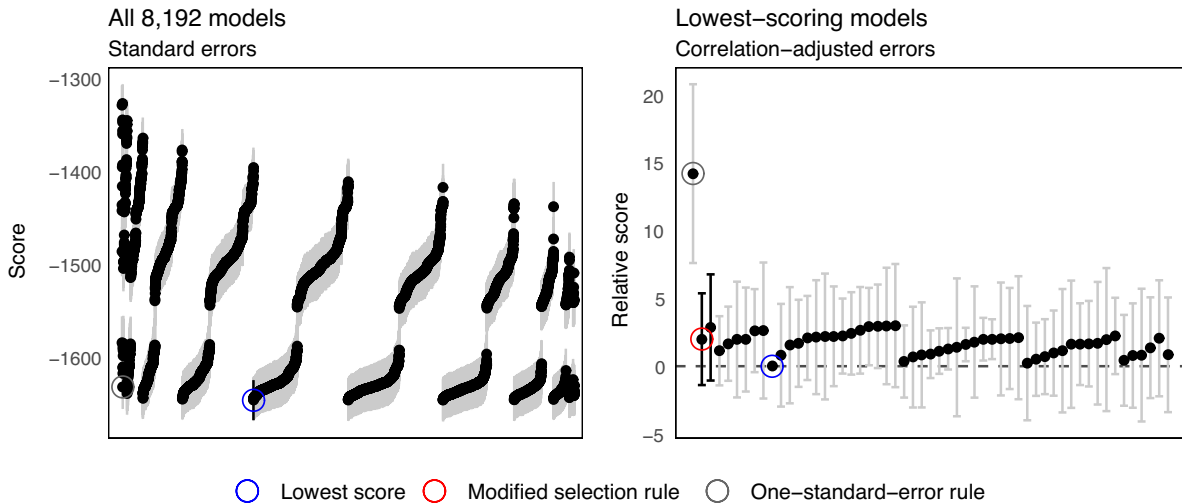 All 8,192 models
Standard errors
Score
−1300
−1400
−1500
−1600
Lowest−scoring models
Correlation−adjusted errors
Relative score
20
15
10
5
0
−5
Lowest score
Modified selection rule
One−standard−error rule